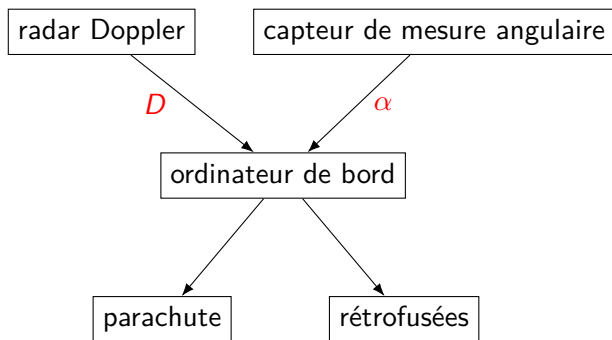 radar Doppler
capteur de mesure angulaire
D
α
ordinateur de bord
parachute
rétrofusées